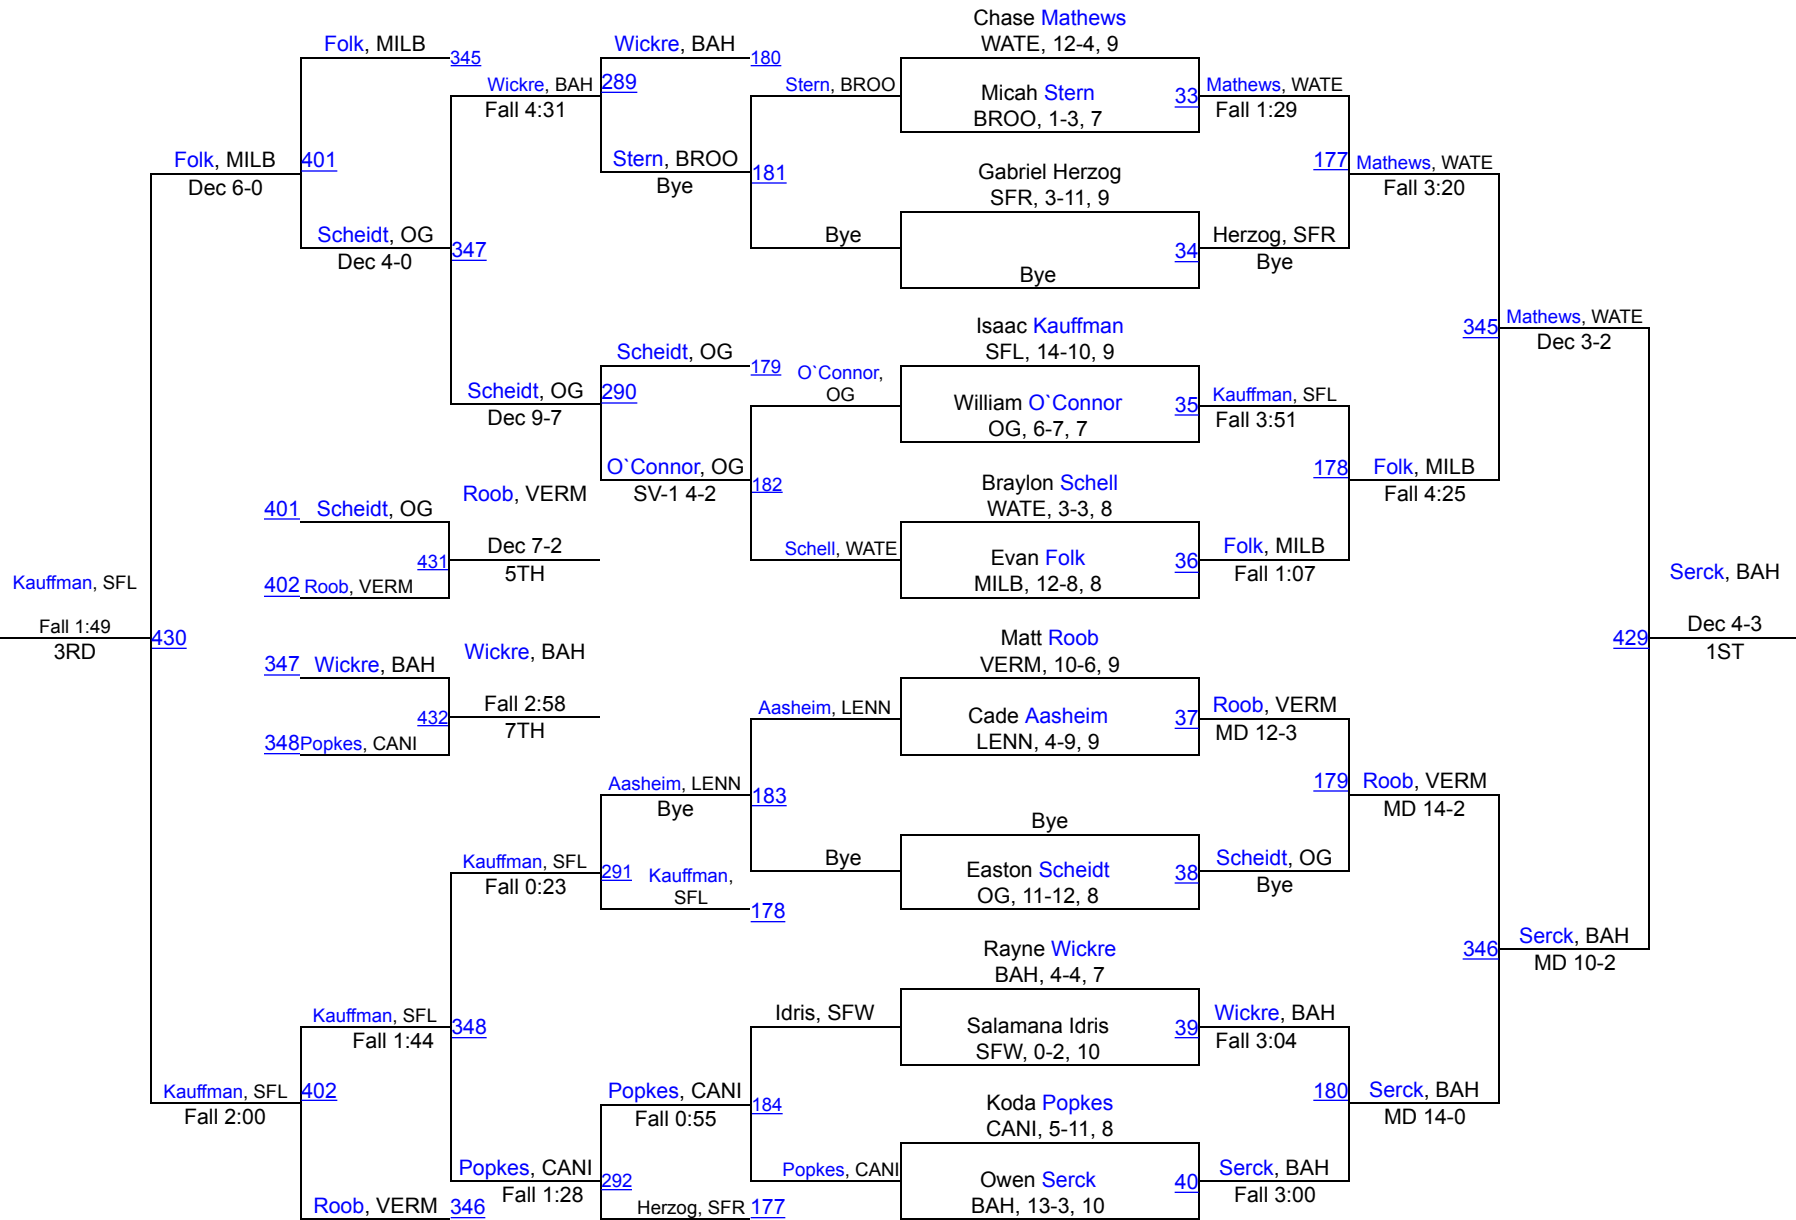 Chase Mathews
WATE, 12-4, 9
Folk, MILB
345
Wickre, BAH
180
Wickre, BAH
289
Fall 4:31
Stern, BROO
Micah Stern
BROO, 1-3, 7
33
Mathews, WATE
Fall 1:29
Folk, MILB
401
Dec 6-0
Stern, BROO
Bye
181
Gabriel Herzog
SFR, 3-11, 9
177
Mathews, WATE
Fall 3:20
Scheidt, OG
347
Dec 4-0
Bye
Bye
34
Herzog, SFR
Bye
Isaac Kauffman
SFL, 14-10, 9
345
Mathews, WATE
Dec 3-2
Scheidt, OG
179
Scheidt, OG
290
Dec 9-7
O`Connor,
OG
William O`Connor
OG, 6-7, 7
35
Kauffman, SFL
Fall 3:51
O`Connor, OG
SV-1 4-2
182
Braylon Schell
WATE, 3-3, 8
178
Folk, MILB
Fall 4:25
401
Scheidt, OG
Roob, VERM
431
Dec 7-2
5TH
402
Roob, VERM
Schell, WATE
Evan Folk
MILB, 12-8, 8
36
Folk, MILB
Fall 1:07
Kauffman, SFL
Fall 1:49
3RD
430
Serck, BAH
429
Dec 4-3
1ST
347
Wickre, BAH
Wickre, BAH
432
Fall 2:58
7TH
348
Popkes, CANI
Matt Roob
VERM, 10-6, 9
Aasheim, LENN
Cade Aasheim
LENN, 4-9, 9
37
Roob, VERM
MD 12-3
Aasheim, LENN
Bye
183
Bye
179
Roob, VERM
MD 14-2
Kauffman, SFL
Fall 0:23
291
Kauffman,
SFL
178
Bye
Easton Scheidt
OG, 11-12, 8
38
Scheidt, OG
Bye
Rayne Wickre
BAH, 4-4, 7
346
Serck, BAH
MD 10-2
Kauffman, SFL
Fall 1:44
348
Idris, SFW
Salamana Idris
SFW, 0-2, 10
39
Wickre, BAH
Fall 3:04
Kauffman, SFL
Fall 2:00
402
Popkes, CANI
Fall 0:55
184
Koda Popkes
CANI, 5-11, 8
180
Serck, BAH
MD 14-0
Popkes, CANI
Fall 1:28
292
Popkes, CANI
Owen Serck
BAH, 13-3, 10
40
Serck, BAH
Fall 3:00
Roob, VERM
346
Herzog, SFR
177